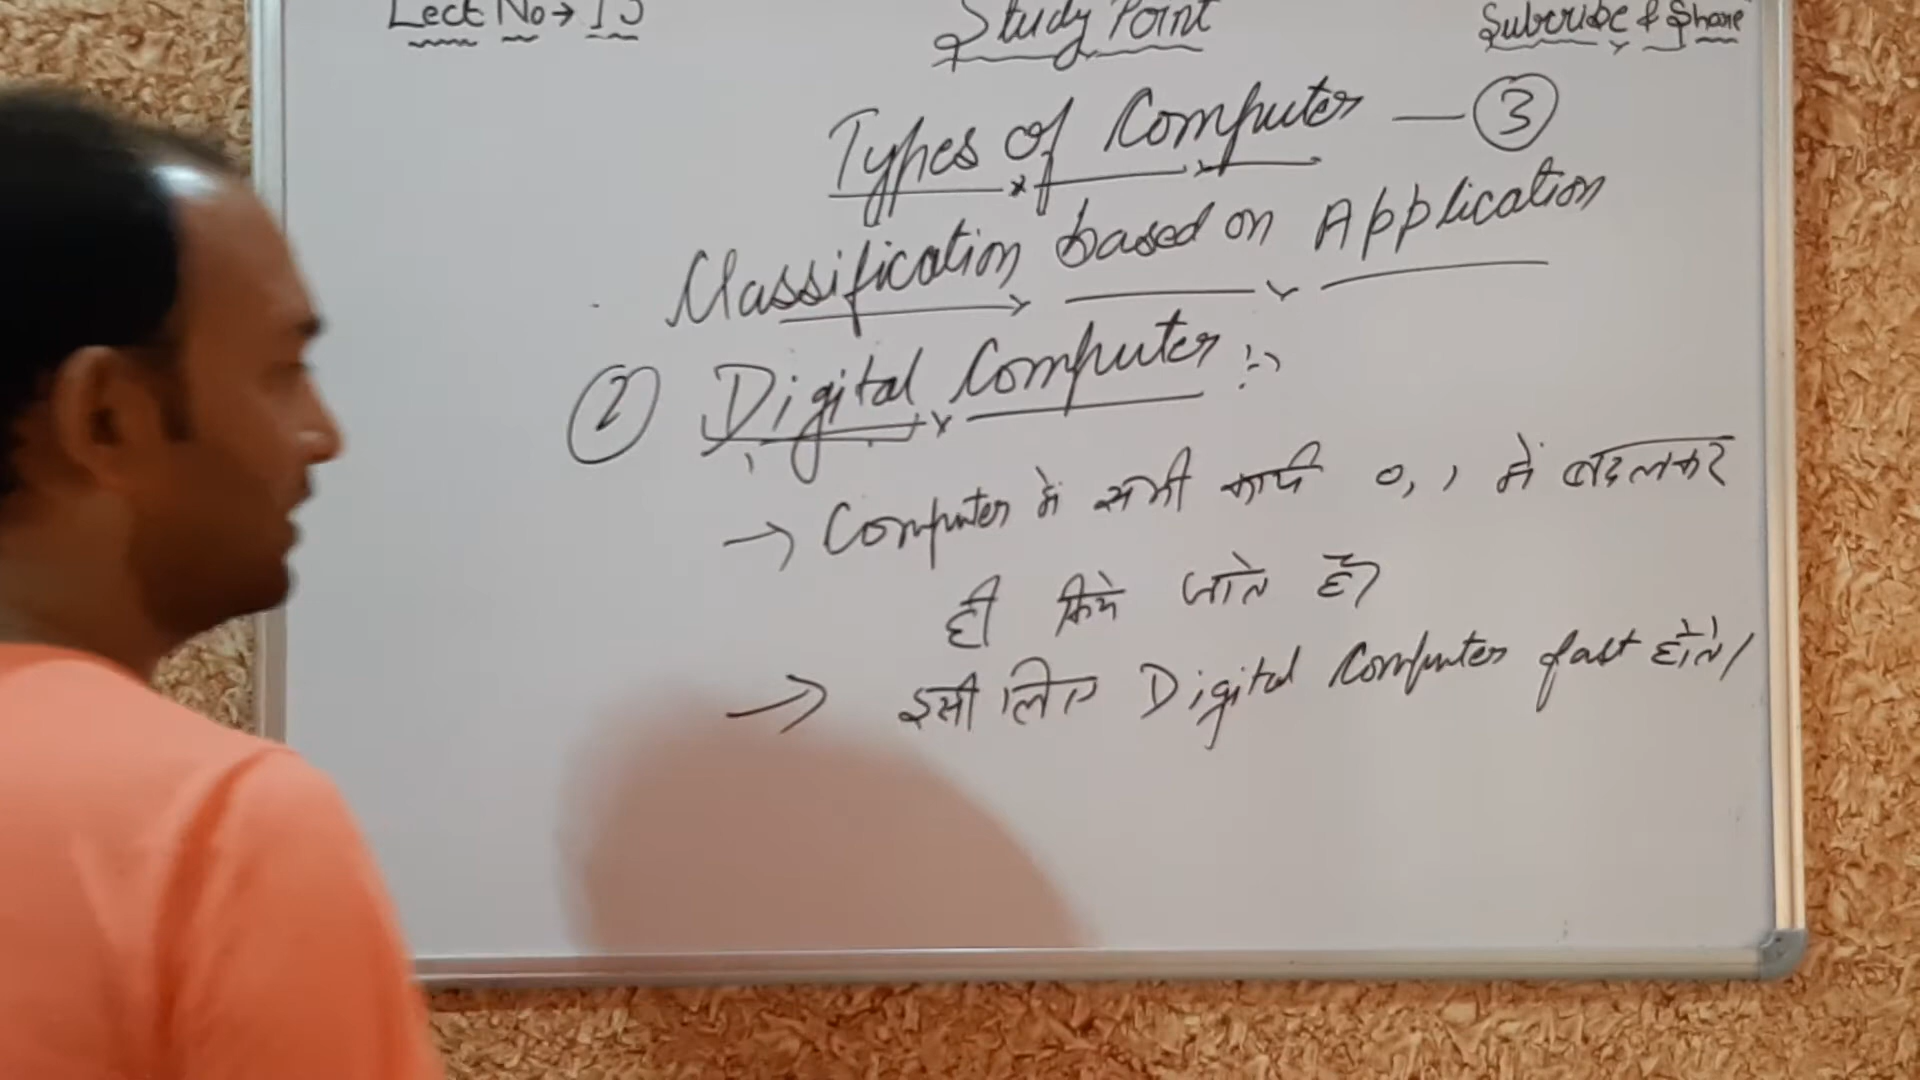 Lect No → 13
Study Point
Subcribe & Share
Types of Computer — ③
Classification based on Application
② Digital Computer :→
→ Computer में सभी कार्य 0, 1 में बदलकर
ही किये जाते है
→ इसीलिए Digital Computer fast होते।